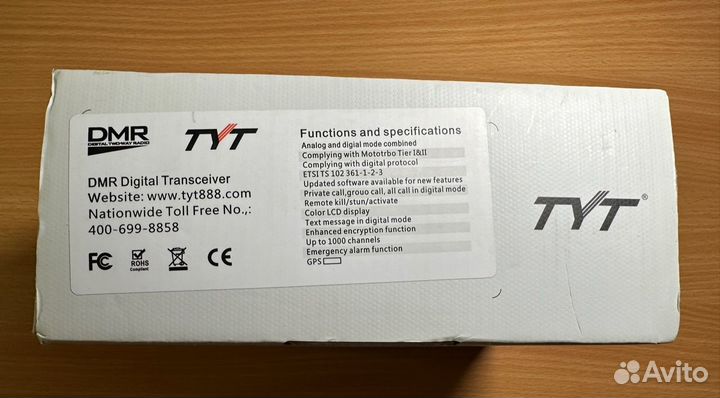 DMR
DIGITAL TWO-WAY RADIO
TYT
DMR Digital Transceiver
Website: www.tyt888.com
Nationwide Toll Free No.,:
400-699-8858
FC
ROHS
Compliant
CE
Functions and specifications
Analog and digial mode combined
Complying with Mototrbo Tier I&II
Complying with digital protocol
ETSI TS 102 361-1-2-3
Updated software available for new features
Private call,grouo call, all call in digital mode
Remote kill/stun/activate
Color LCD display
Text message in digital mode
Enhanced encryption function
Up to 1000 channels
Emergency alarm function
GPS
TYT®
Avito